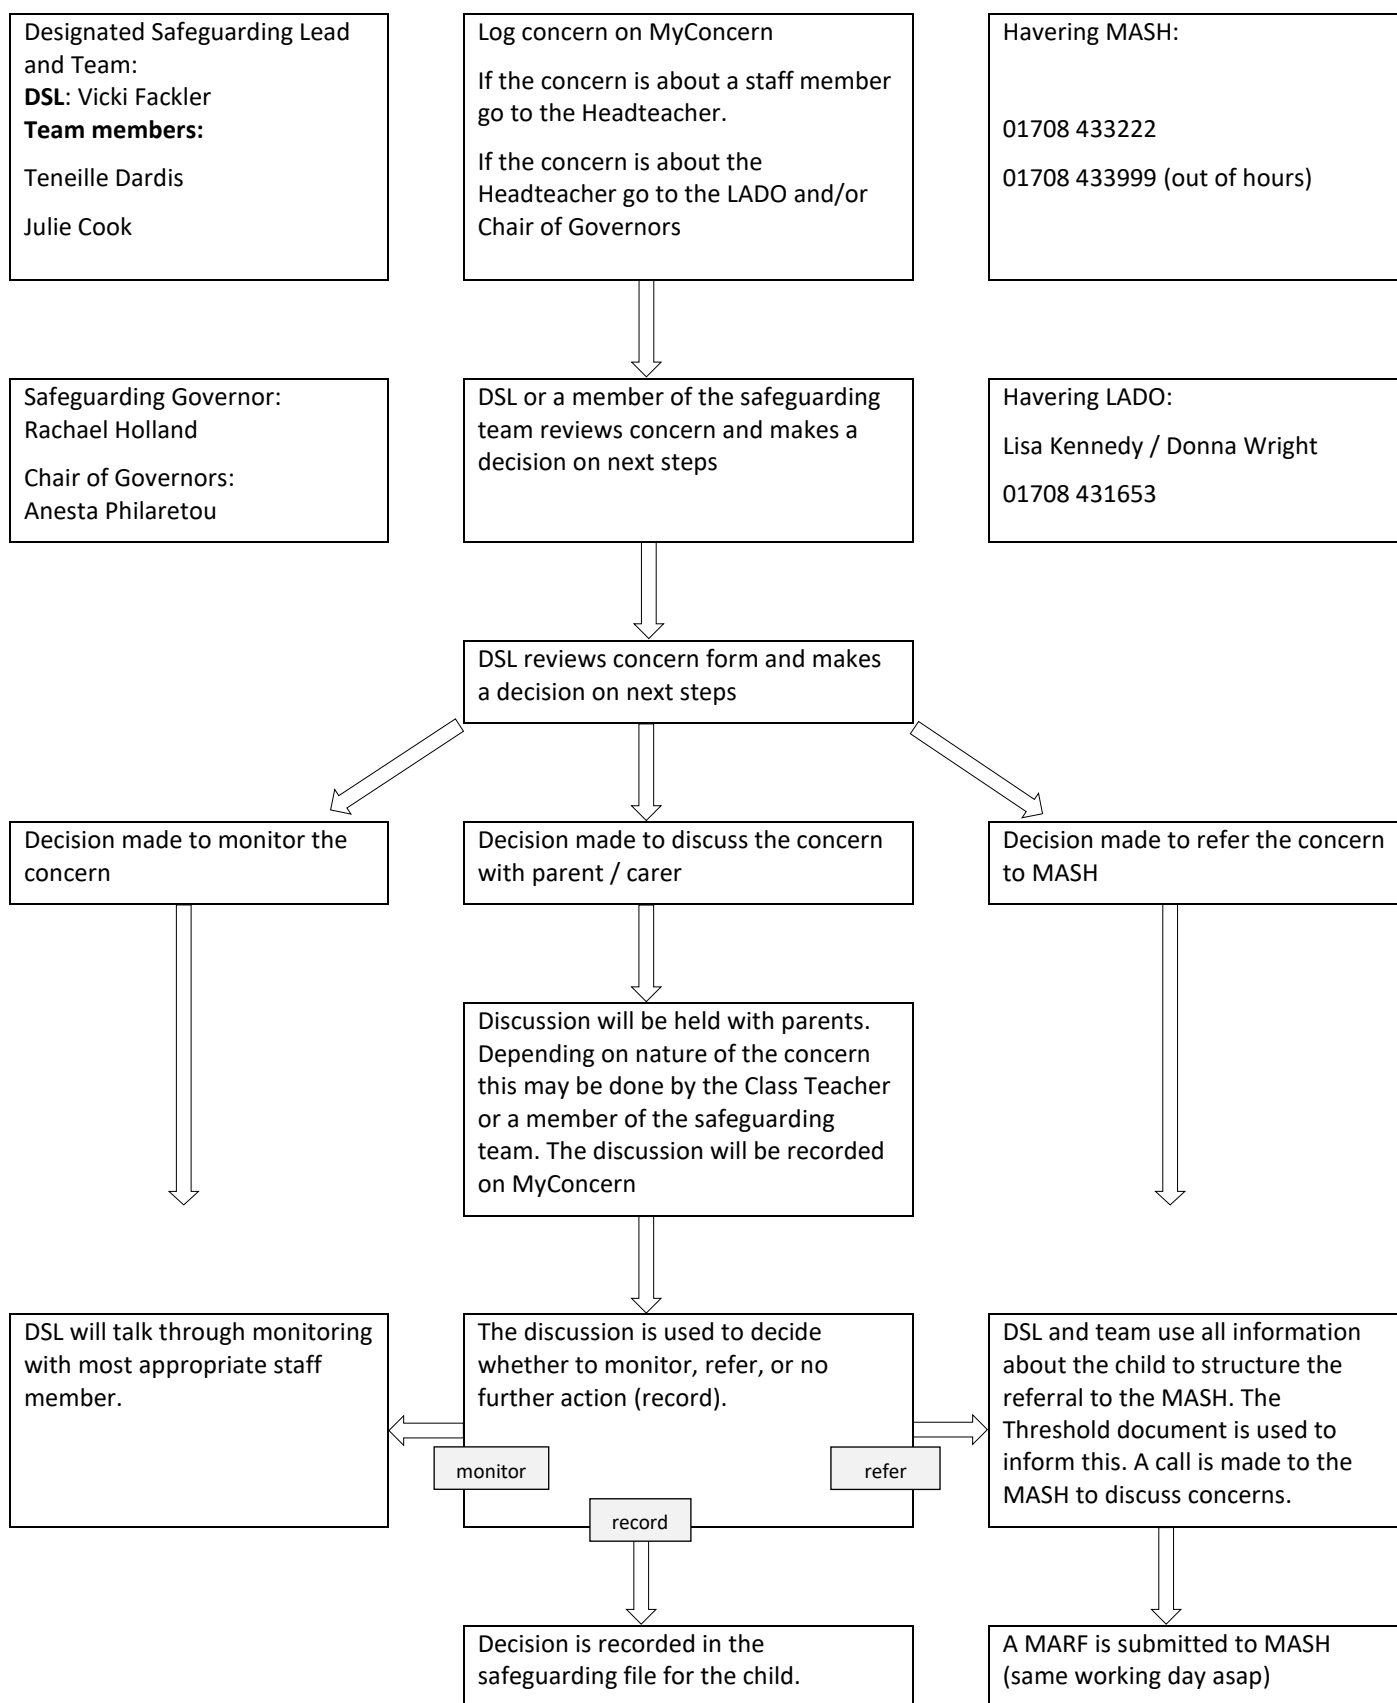 Designated Safeguarding Lead
and Team:
DSL: Vicki Fackler
Team members:
Teneille Dardis
Julie Cook
Log concern on MyConcern
If the concern is about a staff member
go to the Headteacher.
If the concern is about the
Headteacher go to the LADO and/or
Chair of Governors
Havering MASH:
01708 433222
01708 433999 (out of hours)
Safeguarding Governor:
Rachael Holland
Chair of Governors:
Anesta Philaretou
DSL or a member of the safeguarding
team reviews concern and makes a
decision on next steps
Havering LADO:
Lisa Kennedy / Donna Wright
01708 431653
DSL reviews concern form and makes
a decision on next steps
Decision made to monitor the
concern
Decision made to discuss the concern
with parent / carer
Decision made to refer the concern
to MASH
Discussion will be held with parents.
Depending on nature of the concern
this may be done by the Class Teacher
or a member of the safeguarding
team. The discussion will be recorded
on MyConcern
DSL will talk through monitoring
with most appropriate staff
member.
The discussion is used to decide
whether to monitor, refer, or no
further action (record).
monitor
refer
record
DSL and team use all information
about the child to structure the
referral to the MASH. The
Threshold document is used to
inform this. A call is made to the
MASH to discuss concerns.
Decision is recorded in the
safeguarding file for the child.
A MARF is submitted to MASH
(same working day asap)